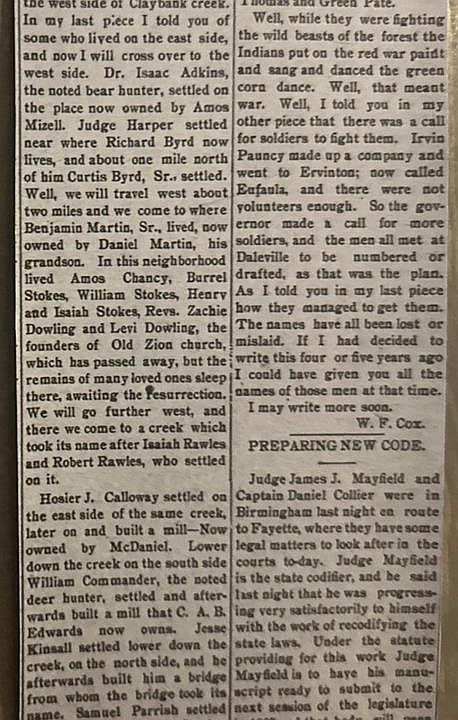 the west side of Claybank creek.
In my last piece I told you of
some who lived on the east side,
and now I will cross over to the
west side. Dr. Isaac Adkins,
the noted bear hunter, settled on
the place now owned by Amos
Mizell. Judge Harper settled
near where Richard Byrd now
lives, and about one mile north
of him Curtis Byrd, Sr., settled.
Well, we will travel west about
two miles and we come to where
Benjamin Martin, Sr., lived, now
owned by Daniel Martin, his
grandson. In this neighborhood
lived Amos Chancy, Burrel
Stokes, William Stokes, Henry
and Isaiah Stokes, Revs. Zachie
Dowling and Levi Dowling, the
founders of Old Zion church,
which has passed away, but the
remains of many loved ones sleep
there, awaiting the resurrection.
We will go further west, and
there we come to a creek which
took its name after Isaiah Rawles
and Robert Rawles, who settled
on it.
Hosier J. Calloway settled on
the east side of the same creek,
later on and built a mill—Now
owned by McDaniel. Lower
down the creek on the south side
William Commander, the noted
deer hunter, settled and after-
wards built a mill that C. A. B.
Edwards now owns. Jesse
Kinsall settled lower down the
creek, on the north side, and he
afterwards built him a bridge
from whom the bridge took its
name. Samuel Parrish settled
Thomas and Green Pate.
Well, while they were fighting
the wild beasts of the forest the
Indians put on the red war paidt
and sang and danced the green
corn dance. Well, that meant
war. Well, I told you in my
other piece that there was a call
for soldiers to fight them. Irvin
Pauncy made up a company and
went to Ervinton; now called
Eufaula, and there were not
volunteers enough. So the gov-
ernor made a call for more
soldiers, and the men all met at
Daleville to be numbered or
drafted, as that was the plan.
As I told you in my last piece
how they managed to get them.
The names have all been lost or
mislaid. If I had decided to
write this four or five years ago
I could have given you all the
names of those men at that time.
I may write more soon.
W. F. Cox.
PREPARING NEW CODE.
Judge James J. Mayfield and
Captain Daniel Collier were in
Birmingham last night en route
to Fayette, where they have some
legal matters to look after in the
courts to-day. Judge Mayfield
is the state codifier, and he said
last night that he was progress-
ing very satisfactorily to himself
with the work of recodifying the
state laws. Under the statute
providing for this work Judge
Mayfield is to have his manu-
script ready to submit to the
next session of the legislature